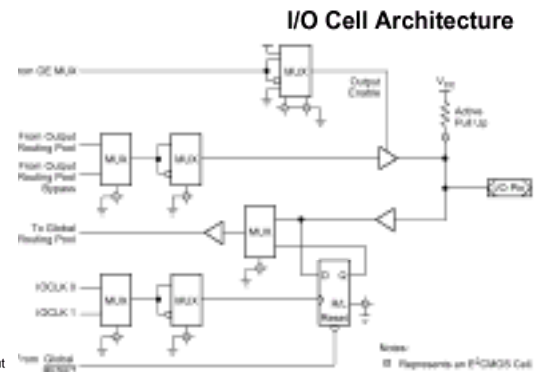 I/O Cell Architecture
From OE MUX
MUX
Output
Enable
Active
Pull Up
From Output
Routing Pool
MUX
MUX
From Output
Routing Pool
Bypass
I/O Pin
To Global
Routing Pool
MUX
D Q
IOCLK 0
MUX
MUX
R/L
IOCLK 1
Reset
From Global
Notes:
Represents an E²CMOS Cell